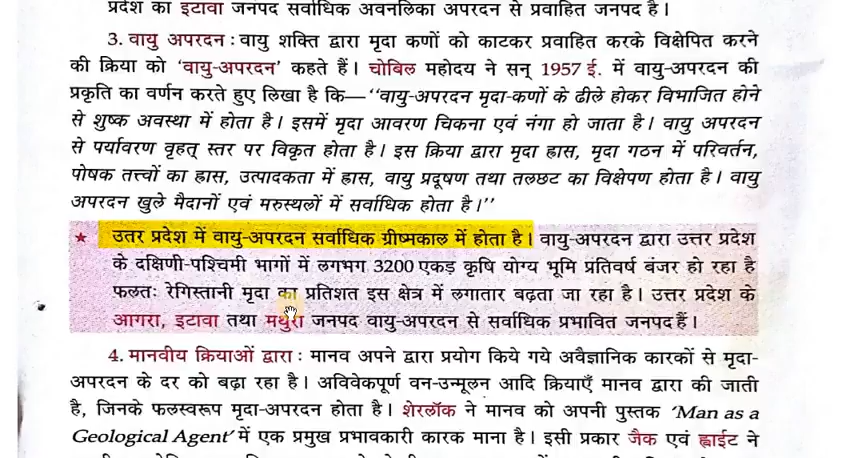 प्रदेश का इटावा जनपद सर्वाधिक अवनलिका अपरदन से प्रवाहित जनपद है।
3. वायु अपरदन : वायु शक्ति द्वारा मृदा कणों को काटकर प्रवाहित करके विक्षेपित करने
की क्रिया को 'वायु-अपरदन' कहते हैं। चोबिल महोदय ने सन् 1957 ई. में वायु-अपरदन की
प्रकृति का वर्णन करते हुए लिखा है कि—"वायु-अपरदन मृदा-कणों के ढीले होकर विभाजित होने
से शुष्क अवस्था में होता है। इसमें मृदा आवरण चिकना एवं नंगा हो जाता है। वायु अपरदन
से पर्यावरण वृहत् स्तर पर विकृत होता है। इस क्रिया द्वारा मृदा ह्रास, मृदा गठन में परिवर्तन,
पोषक तत्त्वों का ह्रास, उत्पादकता में ह्रास, वायु प्रदूषण तथा तलछट का विक्षेपण होता है। वायु
अपरदन खुले मैदानों एवं मरुस्थलों में सर्वाधिक होता है।"
★ उतर प्रदेश में वायु-अपरदन सर्वाधिक ग्रीष्मकाल में होता है। वायु-अपरदन द्वारा उत्तर प्रदेश
के दक्षिणी-पश्चिमी भागों में लगभग 3200 एकड़ कृषि योग्य भूमि प्रतिवर्ष बंजर हो रहा है
फलतः रेगिस्तानी मृदा का प्रतिशत इस क्षेत्र में लगातार बढ़ता जा रहा है। उत्तर प्रदेश के
आगरा, इटावा तथा मथुरा जनपद वायु-अपरदन से सर्वाधिक प्रभावित जनपद हैं।
4. मानवीय क्रियाओं द्वारा : मानव अपने द्वारा प्रयोग किये गये अवैज्ञानिक कारकों से मृदा-
अपरदन के दर को बढ़ा रहा है। अविवेकपूर्ण वन-उन्मूलन आदि क्रियाएँ मानव द्वारा की जाती
है, जिनके फलस्वरूप मृदा-अपरदन होता है। शेरलॉक ने मानव को अपनी पुस्तक 'Man as a
Geological Agent' में एक प्रमुख प्रभावकारी कारक माना है। इसी प्रकार जैक एवं ह्वाईट ने